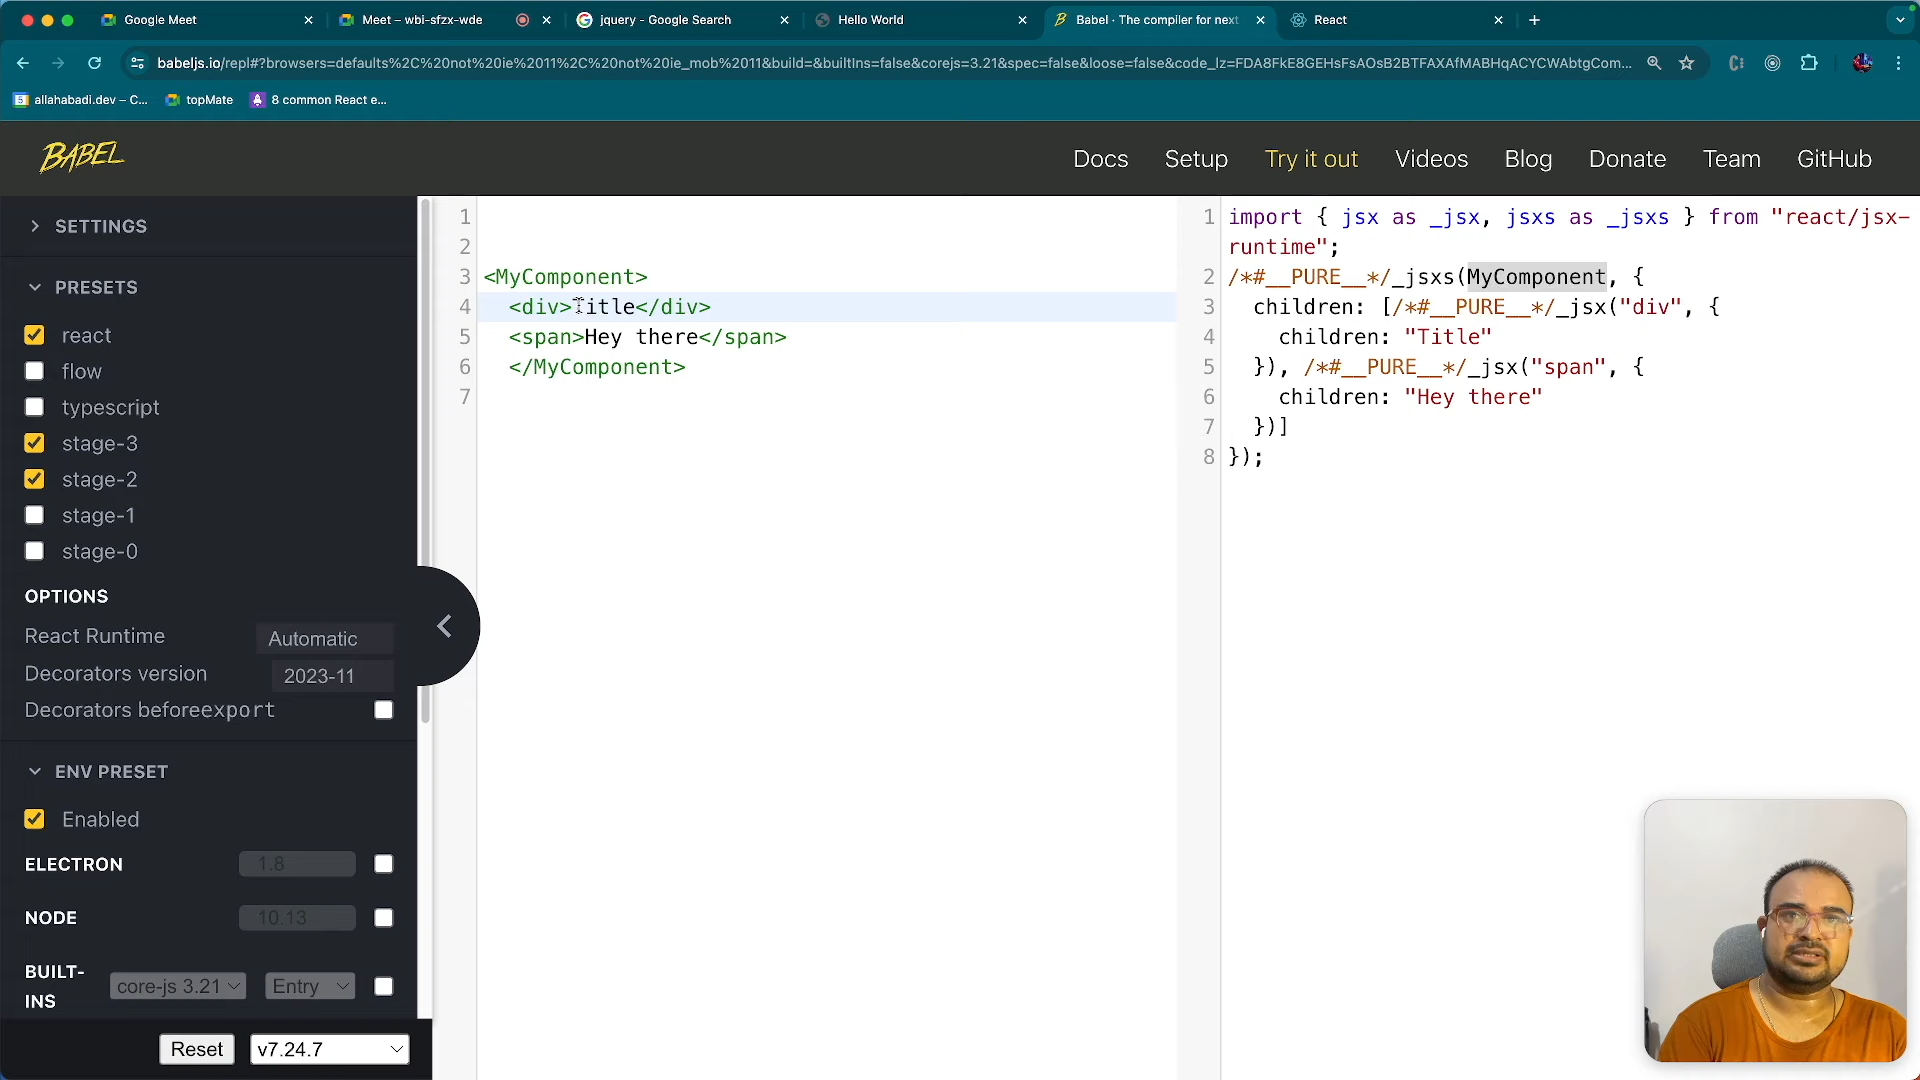 Google Meet
Meet – wbi-sfzx-wde
jquery - Google Search
Hello World
Babel · The compiler for next
React
babeljs.io/repl#?browsers=defaults%2C%20not%20ie%2011%2C%20not%20ie_mob%2011&build=&builtIns=false&corejs=3.21&spec=false&loose=false&code_lz=FDA8FkE8GEHsFsAOsB2BTFAXAfMABHqACYCWAbtgCom...
allahabadi.dev – C...
topMate
8 common React e...
BABEL
Docs
Setup
Try it out
Videos
Blog
Donate
Team
GitHub
SETTINGS
PRESETS
react
flow
typescript
stage-3
stage-2
stage-1
stage-0
OPTIONS
React Runtime Automatic
Decorators version 2023-11
Decorators beforeexport
ENV PRESET
Enabled
ELECTRON 1.8
NODE 10.13
BUILT-
INS core-js 3.21 Entry
Reset v7.24.7
1
2
3 <MyComponent>
4 <div>Title</div>
5 <span>Hey there</span>
6 </MyComponent>
7
1 import { jsx as _jsx, jsxs as _jsxs } from "react/jsx-
runtime";
2 /*#__PURE__*/_jsxs(MyComponent, {
3 children: [/*#__PURE__*/_jsx("div", {
4 children: "Title"
5 }), /*#__PURE__*/_jsx("span", {
6 children: "Hey there"
7 })]
8 });